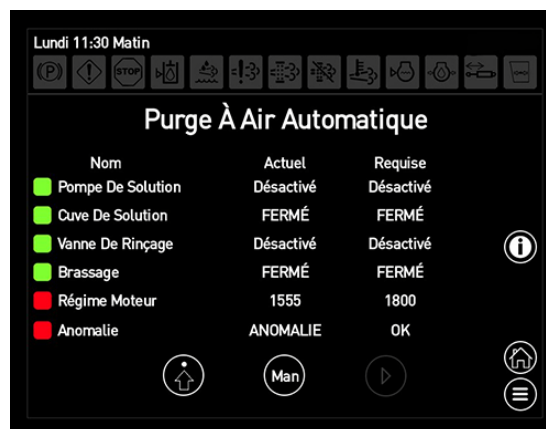 Lundi 11:30 Matin
(P) STOP
Purge À Air Automatique
Nom Actuel Requise
Pompe De Solution Désactivé Désactivé
Cuve De Solution FERMÉ FERMÉ
Vanne De Rinçage Désactivé Désactivé
Brassage FERMÉ FERMÉ
Régime Moteur 1555 1800
Anomalie ANOMALIE OK
Man